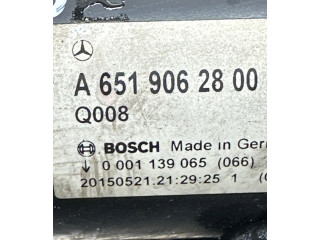 A 651 906 28 00
Q008
BOSCH Made in Ger
↓ 0 001 139 065 (066)
20150521.21:29:25 1 (